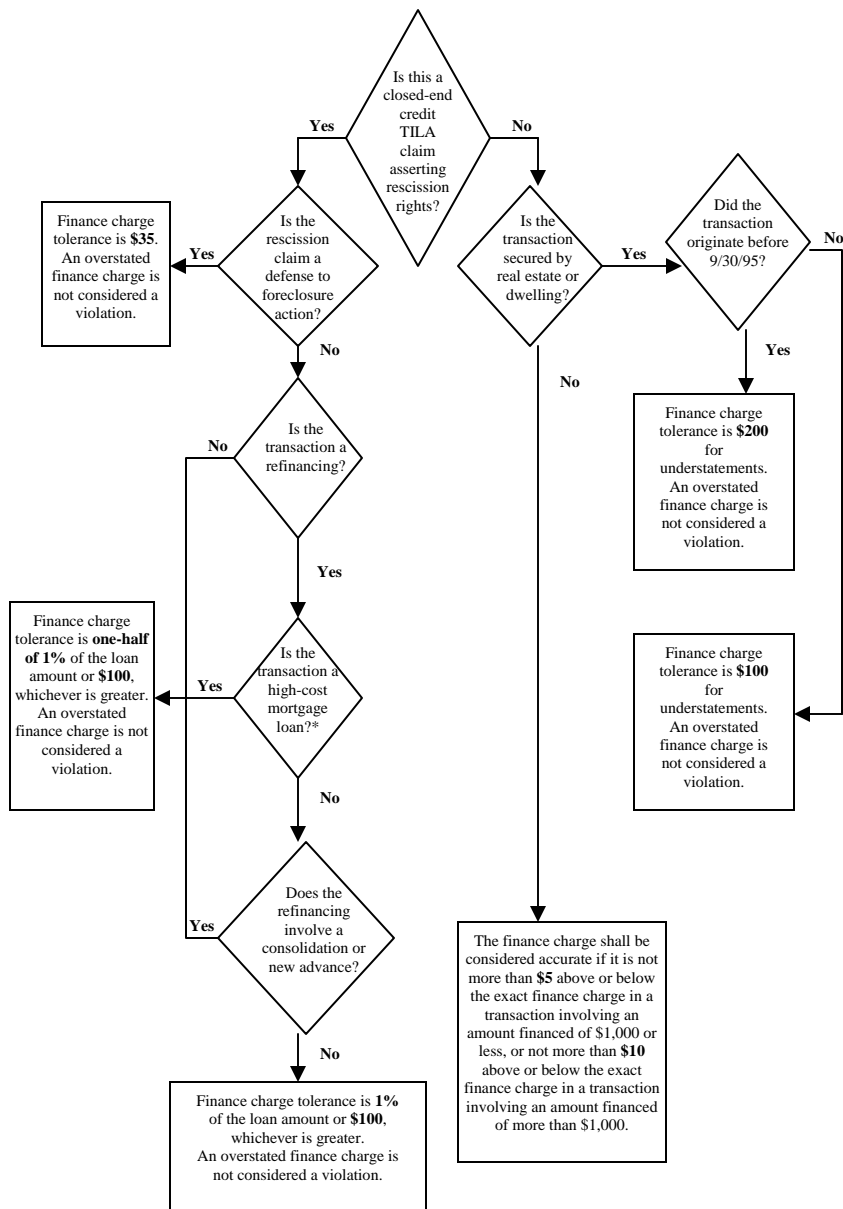 Is this a
closed-end
credit
TILA
claim
asserting
rescission
rights?
Yes
No
Is the
rescission
claim a
defense to
foreclosure
action?
Yes
Finance charge
tolerance is $35.
An overstated
finance charge is
not considered a
violation.
No
Is the
transaction a
refinancing?
No
Yes
Is the
transaction a
high-cost
mortgage
loan?*
Yes
Finance charge
tolerance is one-half
of 1% of the loan
amount or $100,
whichever is greater.
An overstated
finance charge is not
considered a
violation.
No
Does the
refinancing
involve a
consolidation or
new advance?
Yes
No
Finance charge tolerance is 1%
of the loan amount or $100,
whichever is greater.
An overstated finance charge is
not considered a violation.
Is the
transaction
secured by
real estate or
dwelling?
Yes
No
Did the
transaction
originate before
9/30/95?
No
Yes
Finance charge
tolerance is $200
for
understatements.
An overstated
finance charge is
not considered a
violation.
Finance charge
tolerance is $100
for
understatements.
An overstated
finance charge is
not considered a
violation.
The finance charge shall be
considered accurate if it is not
more than $5 above or below
the exact finance charge in a
transaction involving an
amount financed of $1,000 or
less, or not more than $10
above or below the exact
finance charge in a transaction
involving an amount financed
of more than $1,000.